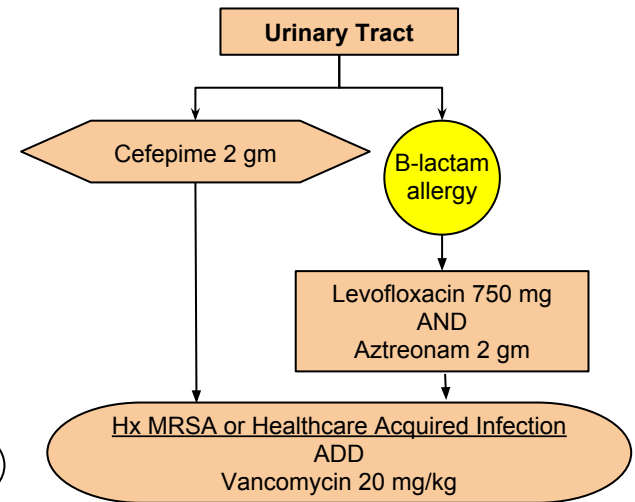 Urinary Tract
Cefepime 2 gm
B-lactam
allergy
Levofloxacin 750 mg
AND
Aztreonam 2 gm
Hx MRSA or Healthcare Acquired Infection
ADD
Vancomycin 20 mg/kg